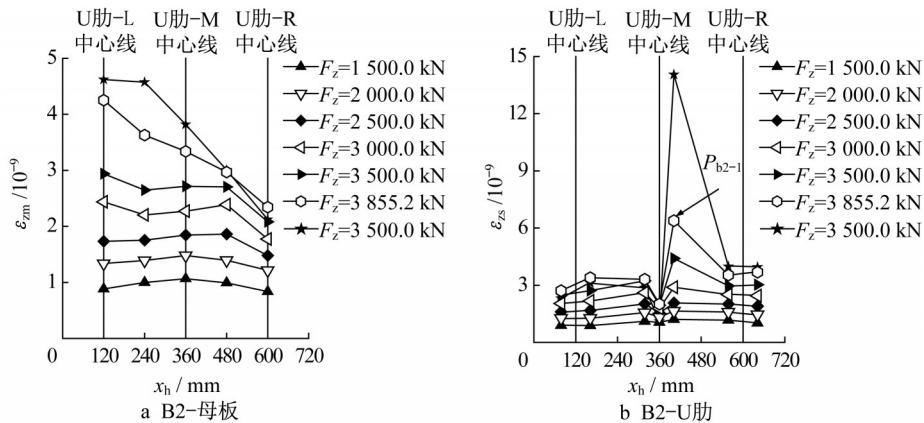 U肋-L U肋-M U肋-R
中心线 中心线 中心线
5
4
3
2
1
0
120 240 360 480 600 720
εzm /10⁻⁹
xh / mm
Fz=1 500.0 kN
Fz=2 000.0 kN
Fz=2 500.0 kN
Fz=3 000.0 kN
Fz=3 500.0 kN
Fz=3 855.2 kN
Fz=3 500.0 kN
a B2-母板
U肋-L U肋-M U肋-R
中心线 中心线 中心线
15
12
9
6
3
0
120 240 360 480 600 720
εzs /10⁻⁹
xh / mm
Pb2-1
Fz=1 500.0 kN
Fz=2 000.0 kN
Fz=2 500.0 kN
Fz=3 000.0 kN
Fz=3 500.0 kN
Fz=3 855.2 kN
Fz=3 500.0 kN
b B2-U肋